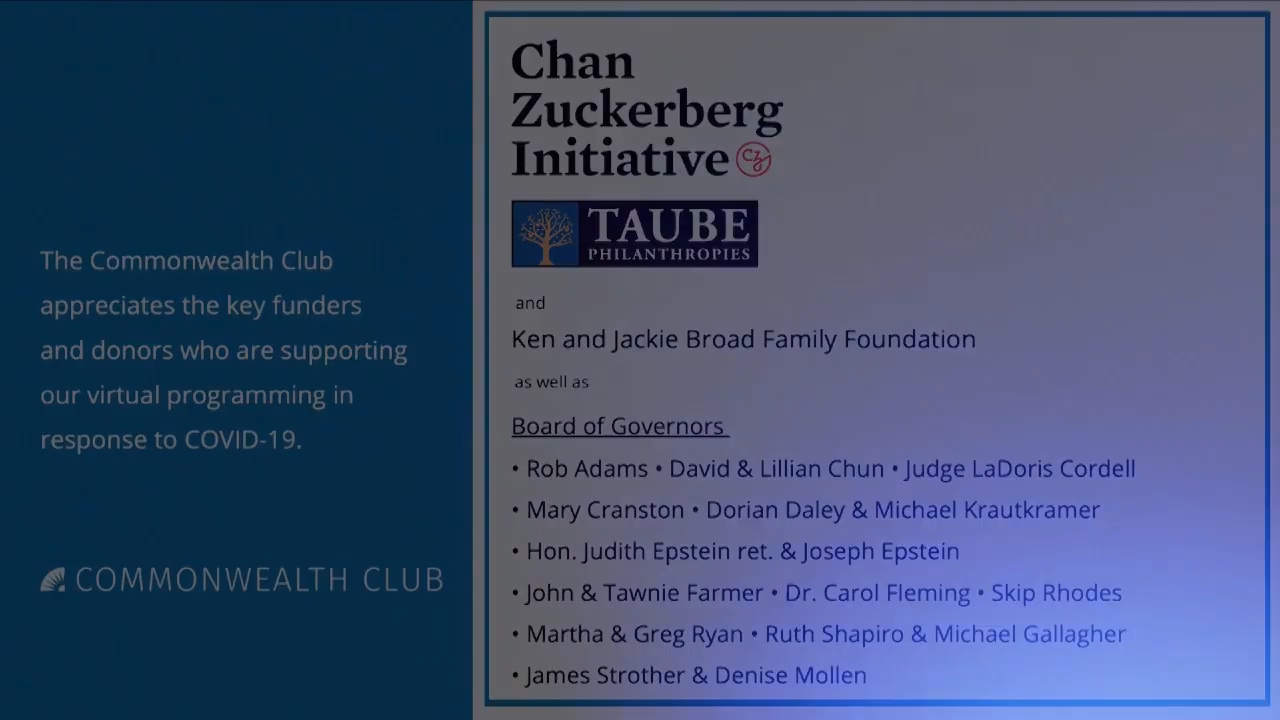 The Commonwealth Club
appreciates the key funders
and donors who are supporting
our virtual programming in
response to COVID-19.
COMMONWEALTH CLUB
Chan
Zuckerberg
Initiative
CZI
TAUBE
PHILANTHROPIES
and
Ken and Jackie Broad Family Foundation
as well as
Board of Governors
• Rob Adams • David & Lillian Chun • Judge LaDoris Cordell
• Mary Cranston • Dorian Daley & Michael Krautkramer
• Hon. Judith Epstein ret. & Joseph Epstein
• John & Tawnie Farmer • Dr. Carol Fleming • Skip Rhodes
• Martha & Greg Ryan • Ruth Shapiro & Michael Gallagher
• James Strother & Denise Mollen